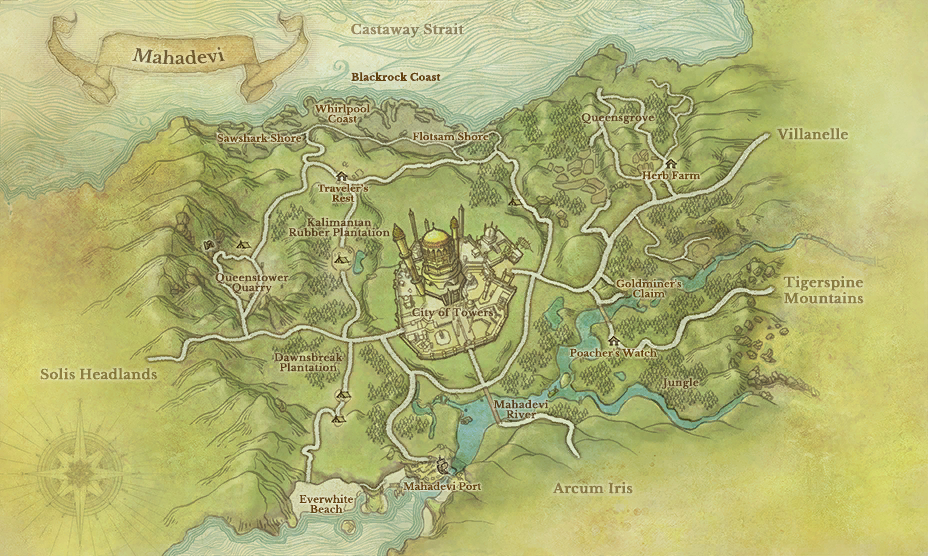 Castaway Strait
Mahadevi
Blackrock Coast
Whirlpool
Coast
Queensgrove
Sawshark Shore
Flotsam Shore
Villanelle
Herb Farm
Traveler's
Rest
Kalimantan
Rubber Plantation
Queenstower
Quarry
Goldminer's
Claim
Tigerspine
Mountains
City of Towers
Poacher's Watch
Dawnsbreak
Plantation
Solis Headlands
Jungle
Mahadevi
River
Mahadevi Port
Arcum Iris
Everwhite
Beach